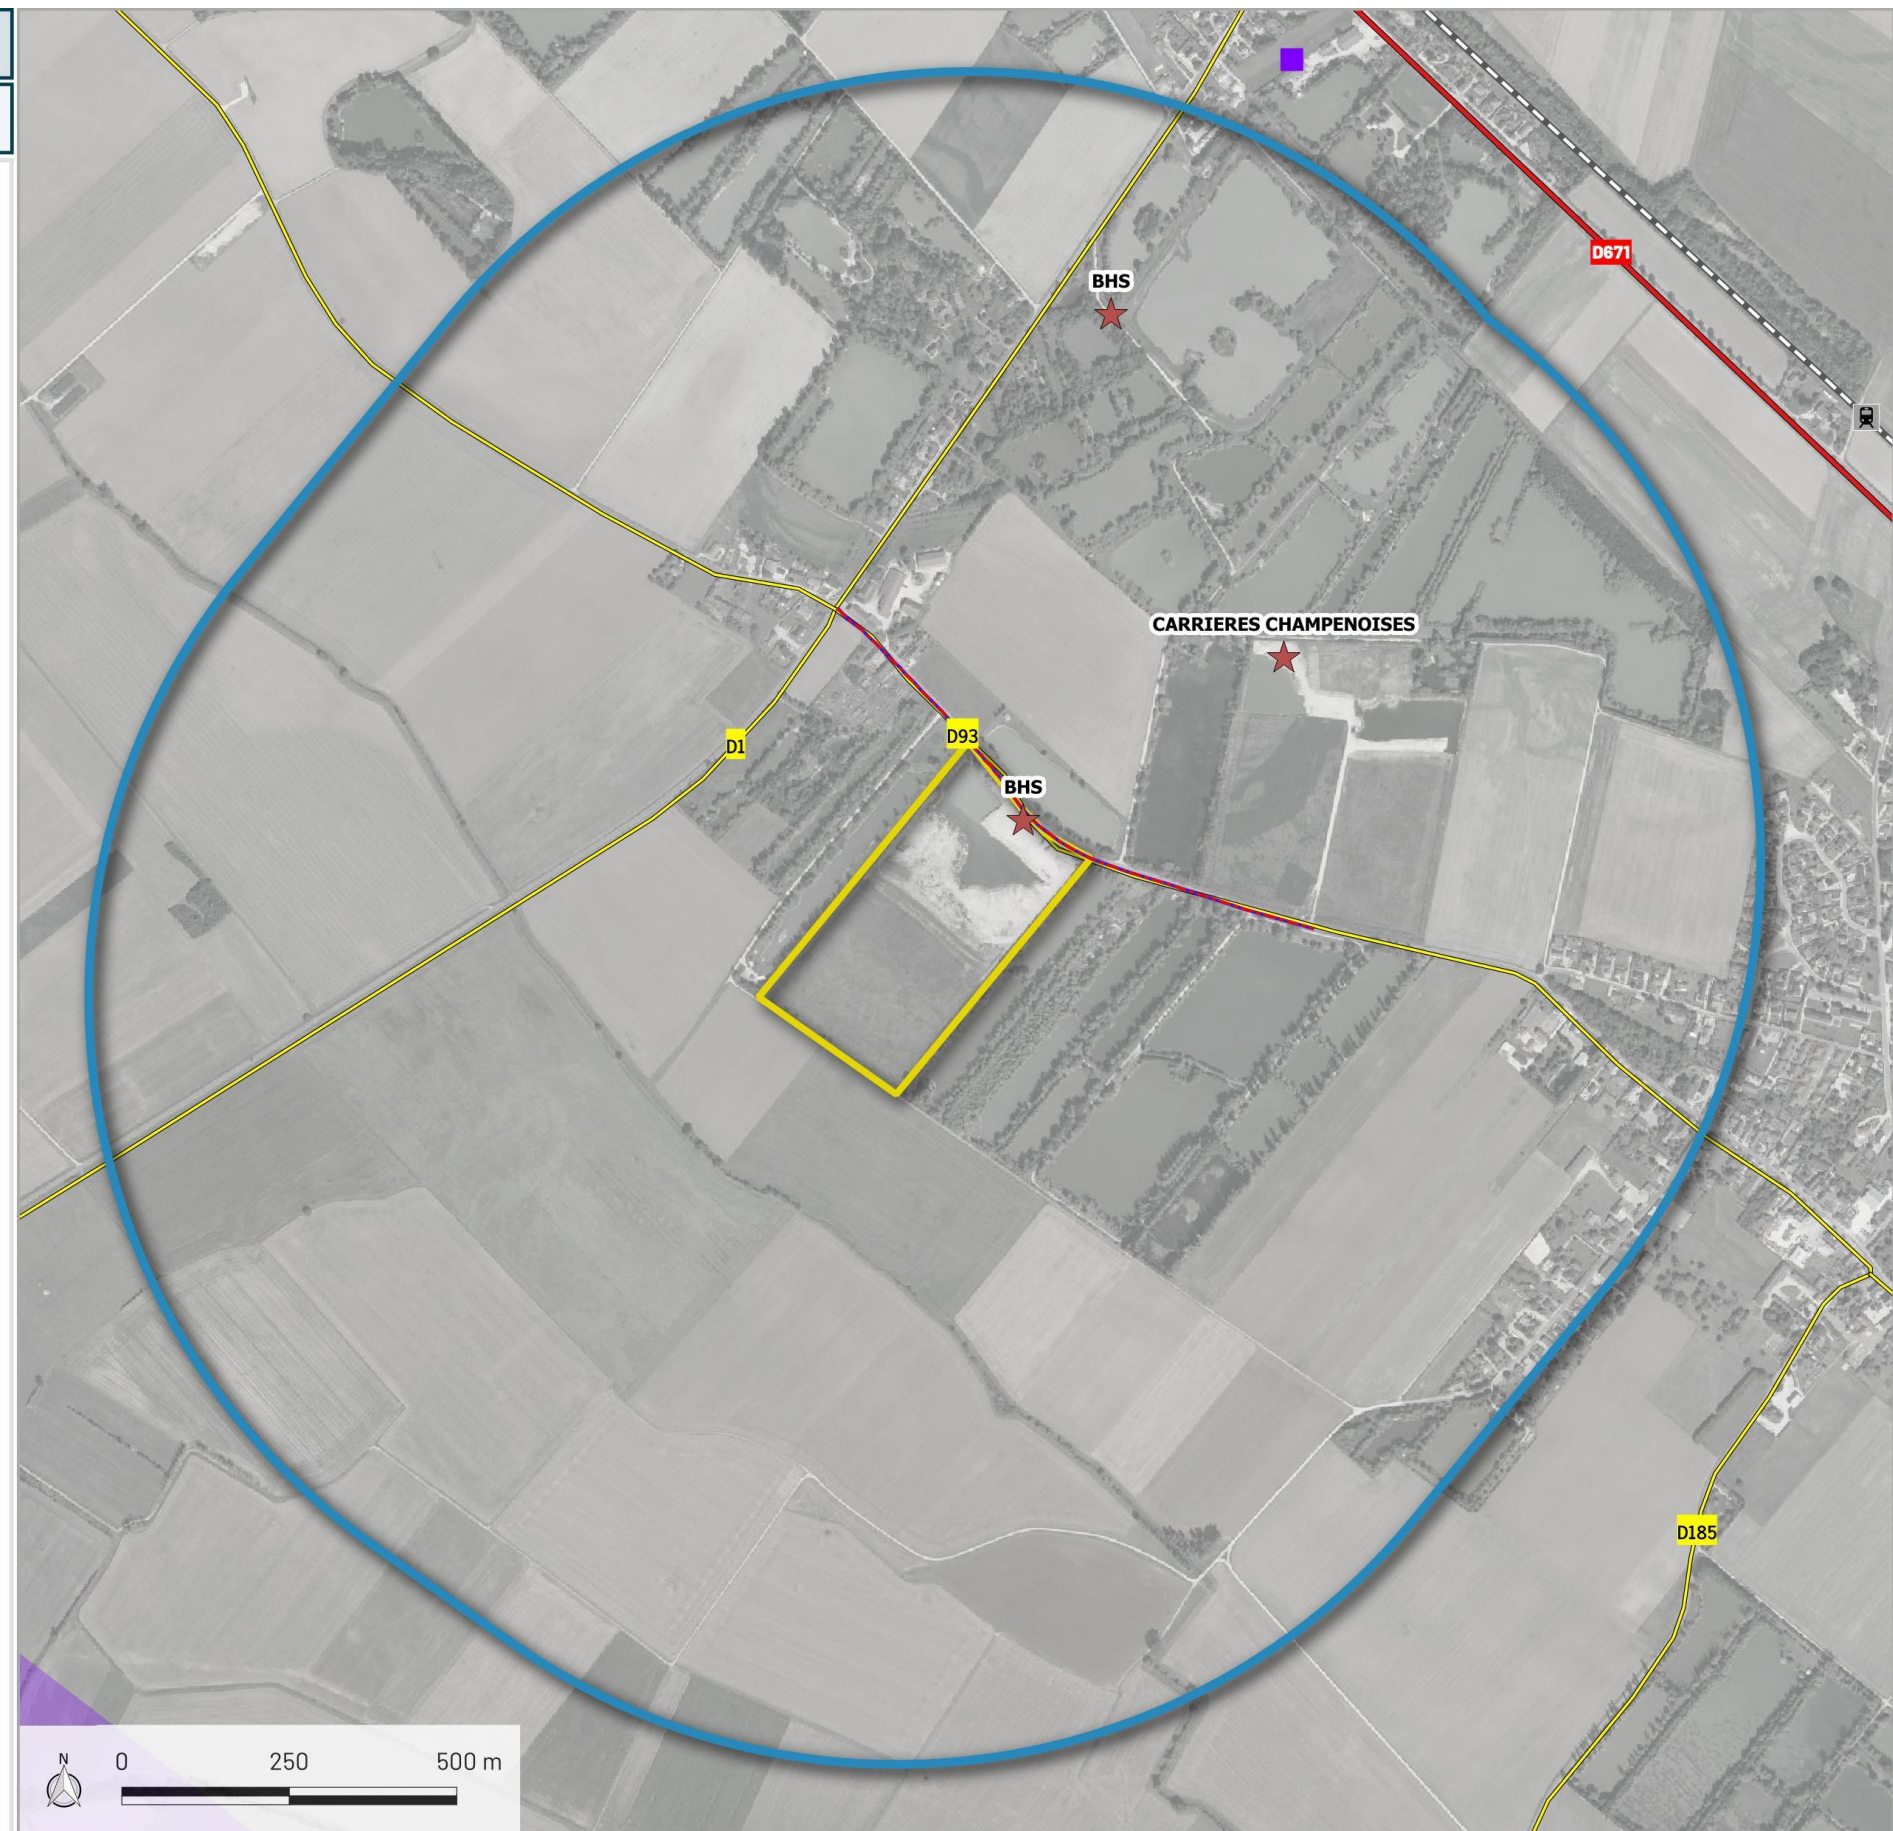 D671
BHS
CARRIERES CHAMPENOISES
D93
D1
BHS
D185
N
0 250 500 m